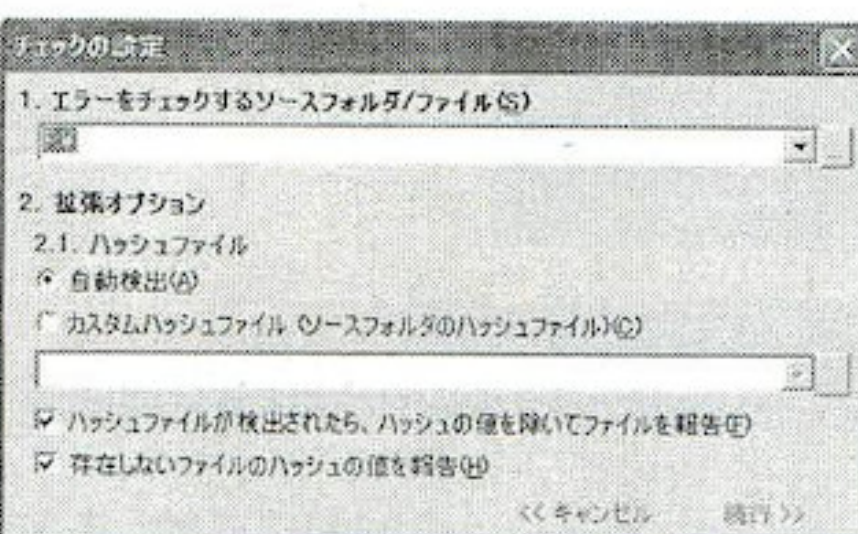 チェックの設定
1. エラーをチェックするソースフォルダ/ファイル(S)
2. 拡張オプション
2.1. ハッシュファイル
自動検出(A)
カスタムハッシュファイル (ソースフォルダのハッシュファイル)(C)
ハッシュファイルが検出されたら、ハッシュの値を除いてファイルを報告(F)
存在しないファイルのハッシュの値を報告(H)
<< キャンセル 続行 >>